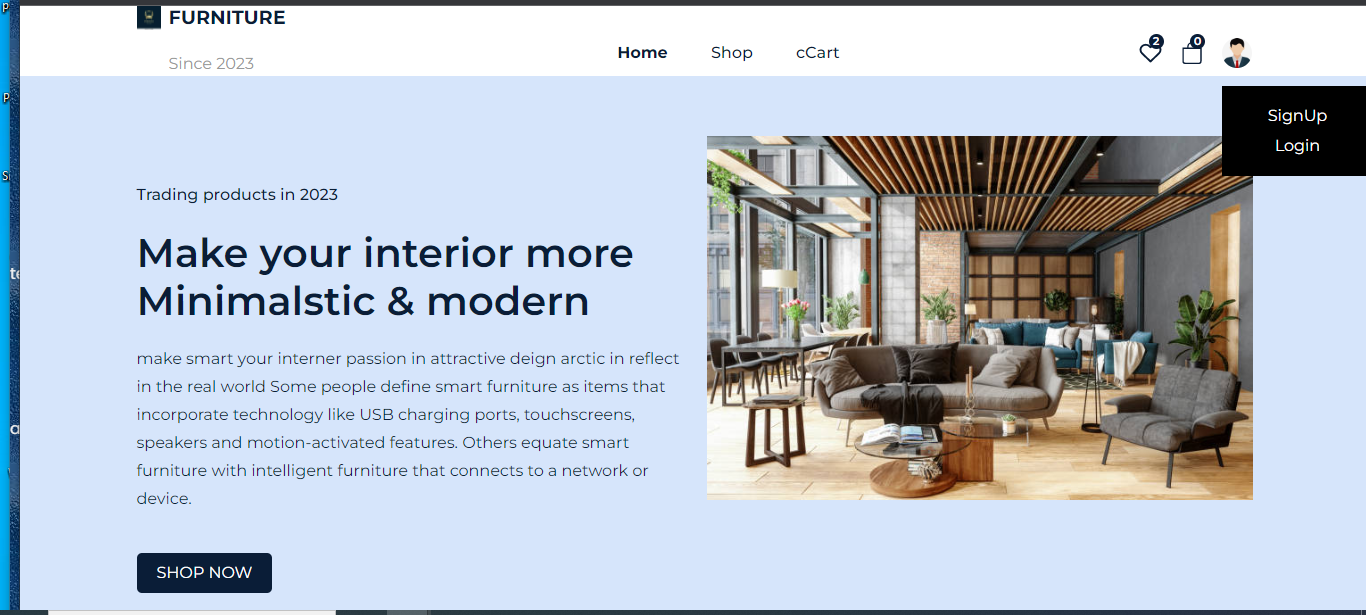 FURNITURE
Since 2023
Home Shop cCart
2 0
SignUp
Login
Trading products in 2023
Make your interior more
Minimalstic & modern
make smart your interner passion in attractive deign arctic in reflect
in the real world Some people define smart furniture as items that
incorporate technology like USB charging ports, touchscreens,
speakers and motion-activated features. Others equate smart
furniture with intelligent furniture that connects to a network or
device.
SHOP NOW